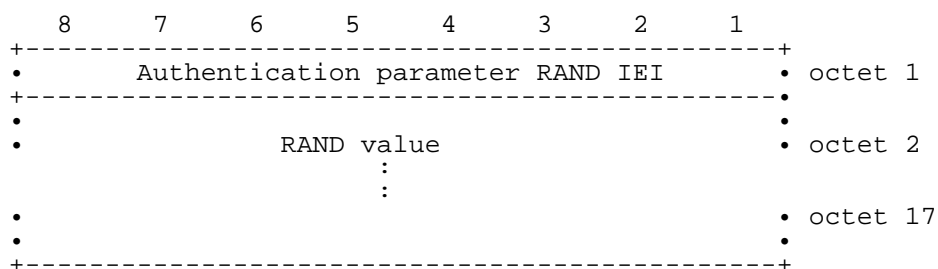 8 7 6 5 4 3 2 1
+-----------------------------------------------+
• Authentication parameter RAND IEI • octet 1
+-----------------------------------------------•
• •
• RAND value • octet 2
:
:
• • octet 17
• •
+-----------------------------------------------+